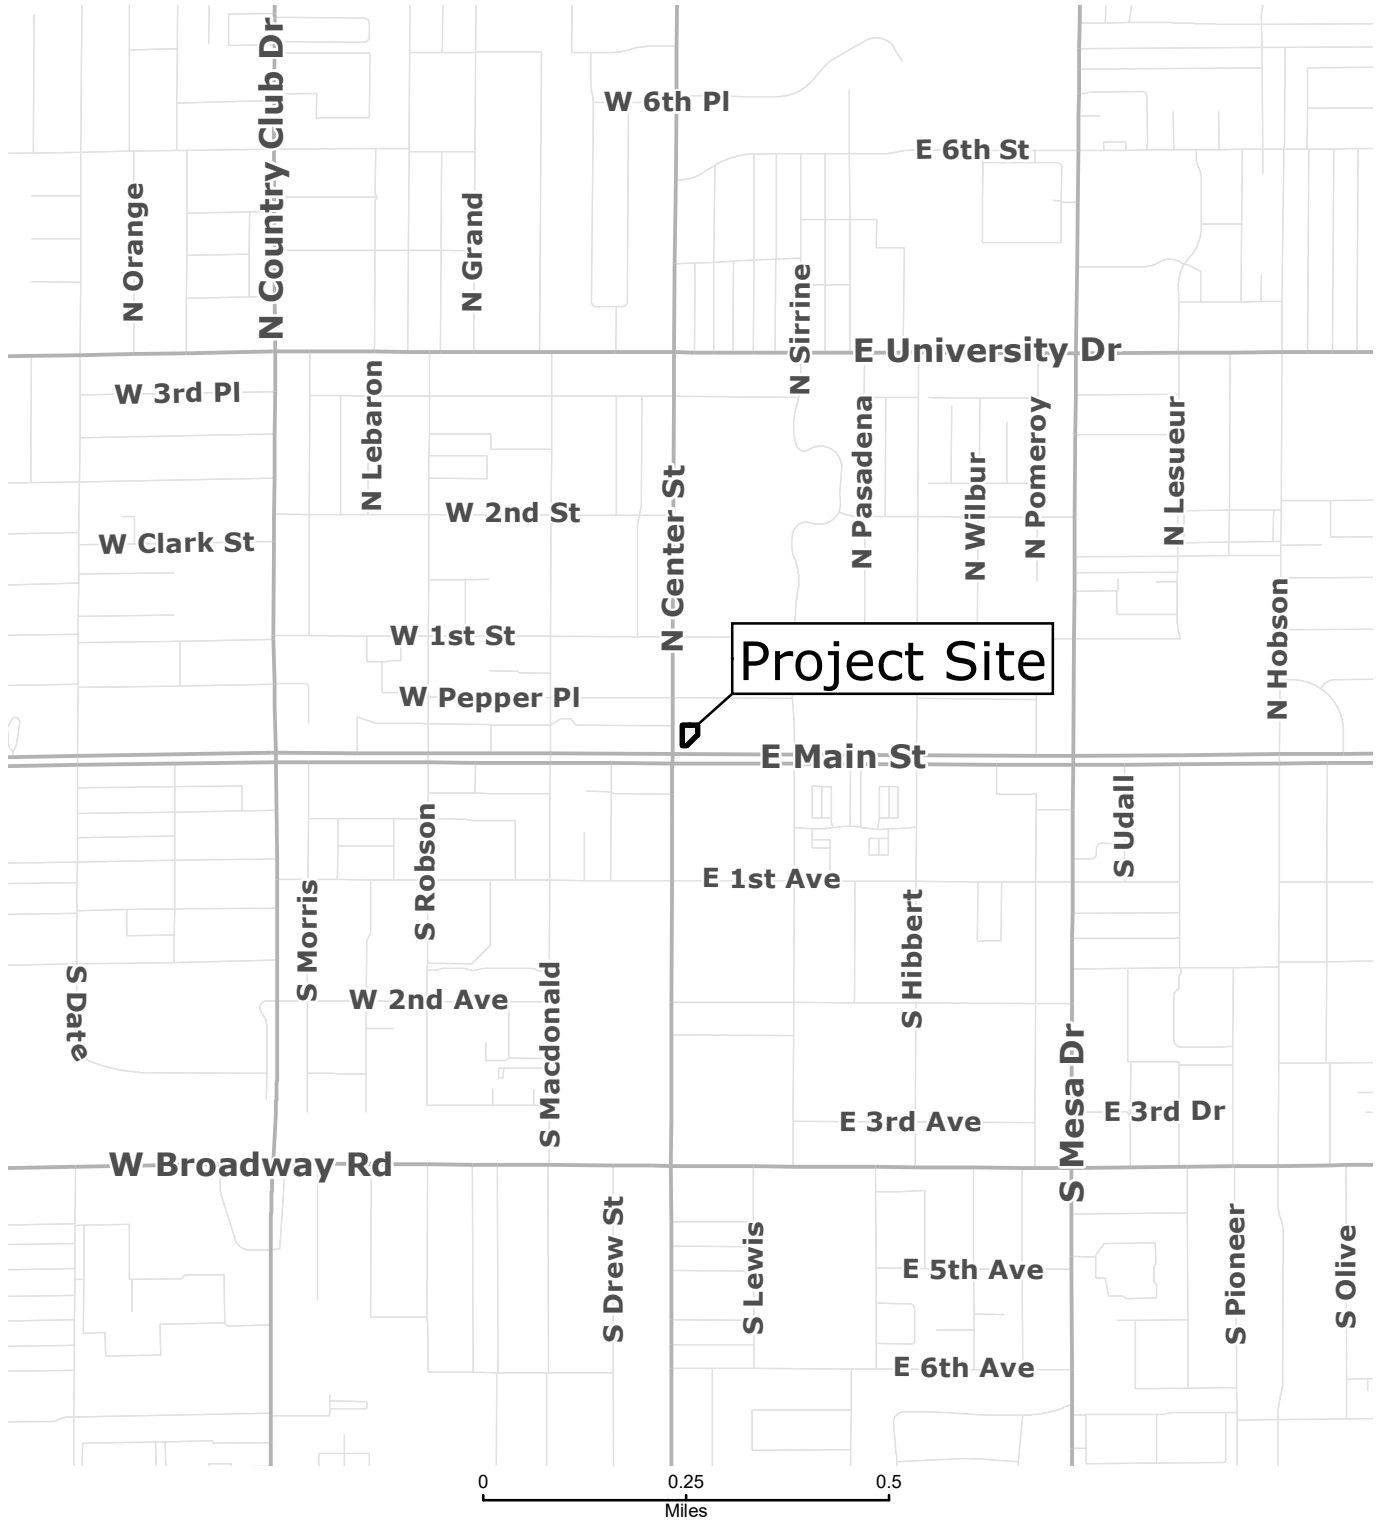 N Country Club Dr
W 6th Pl
E 6th St
N Orange
N Grand
N Sirrine
E University Dr
W 3rd Pl
N Lebaron
N Pasadena
N Pomeroy
N Lesueur
N Wilbur
N Center St
W 2nd St
W Clark St
N Hobson
W 1st St
Project Site
W Pepper Pl
E Main St
S Udall
S Robson
E 1st Ave
S Morris
S Hibbert
S Date
W 2nd Ave
S Macdonald
S Mesa Dr
E 3rd Ave
E 3rd Dr
W Broadway Rd
S Drew St
S Lewis
E 5th Ave
S Pioneer
S Olive
E 6th Ave
0 0.25 0.5
Miles